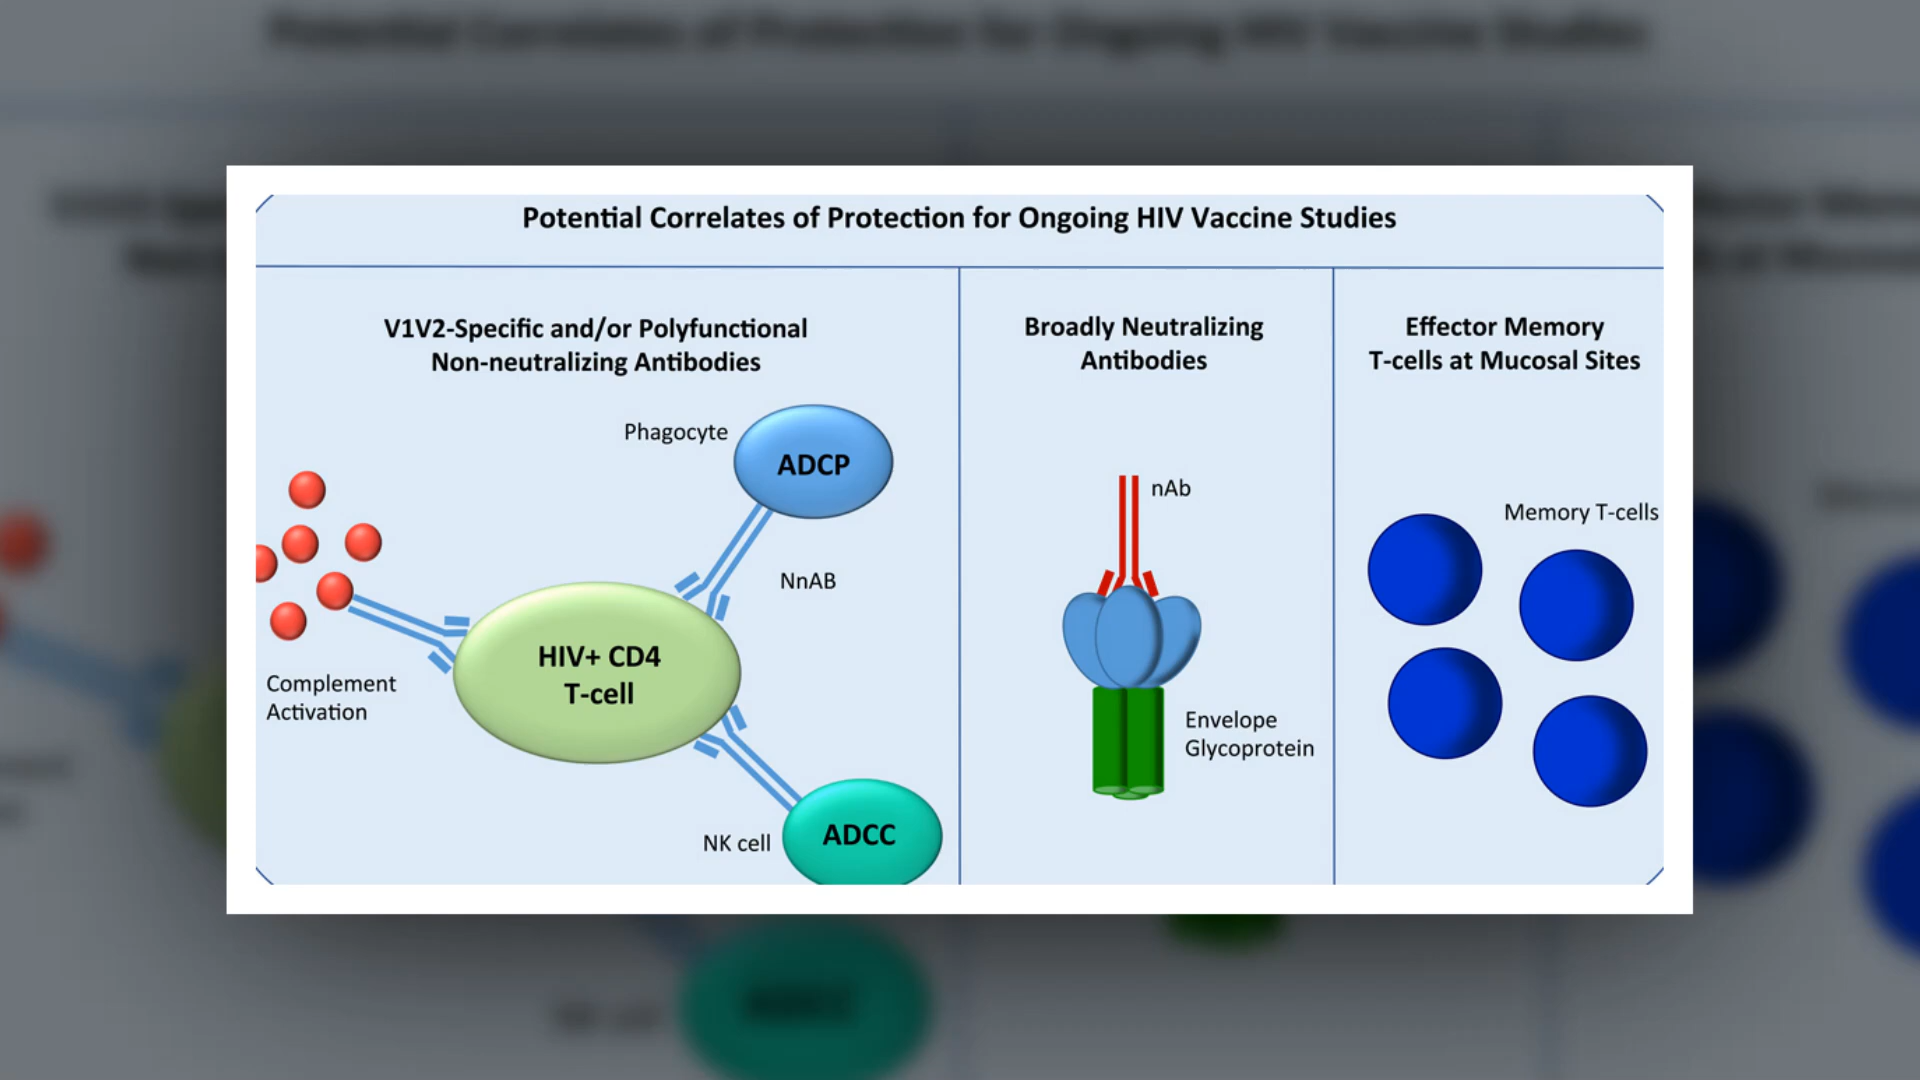 Potential Correlates of Protection for Ongoing HIV Vaccine Studies
V1V2-Specific and/or Polyfunctional
Non-neutralizing Antibodies
Phagocyte
ADCP
NnAB
HIV+ CD4
T-cell
Complement
Activation
NK cell
ADCC
Broadly Neutralizing
Antibodies
nAb
Envelope
Glycoprotein
Effector Memory
T-cells at Mucosal Sites
Memory T-cells